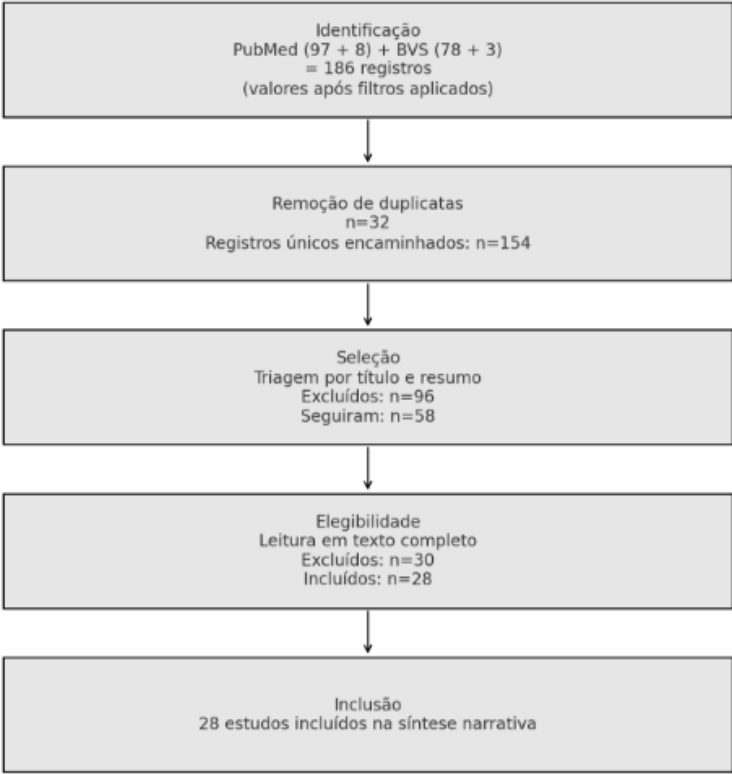 Identificação
PubMed (97 + 8) + BVS (78 + 3)
= 186 registros
(valores após filtros aplicados)
Remoção de duplicatas
n=32
Registros únicos encaminhados: n=154
Seleção
Triagem por título e resumo
Excluídos: n=96
Seguiram: n=58
Elegibilidade
Leitura em texto completo
Excluídos: n=30
Incluídos: n=28
Inclusão
28 estudos incluídos na síntese narrativa